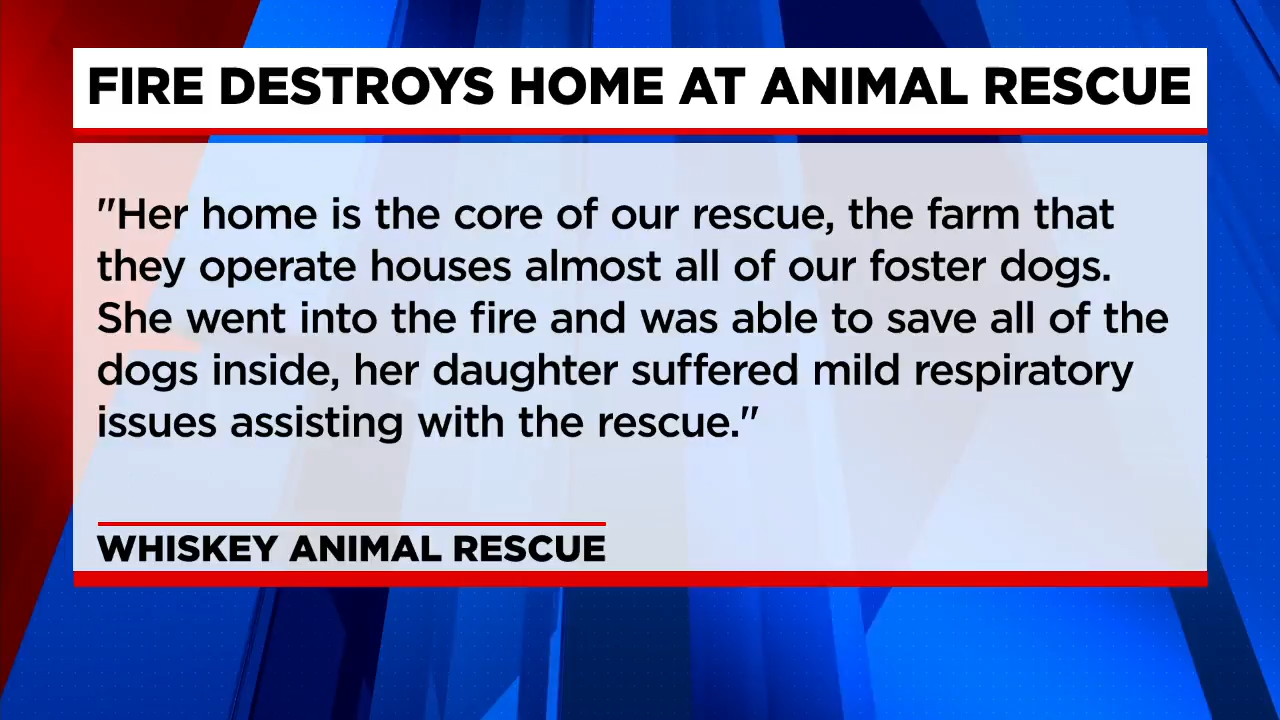 FIRE DESTROYS HOME AT ANIMAL RESCUE
"Her home is the core of our rescue, the farm that
they operate houses almost all of our foster dogs.
She went into the fire and was able to save all of the
dogs inside, her daughter suffered mild respiratory
issues assisting with the rescue."
WHISKEY ANIMAL RESCUE